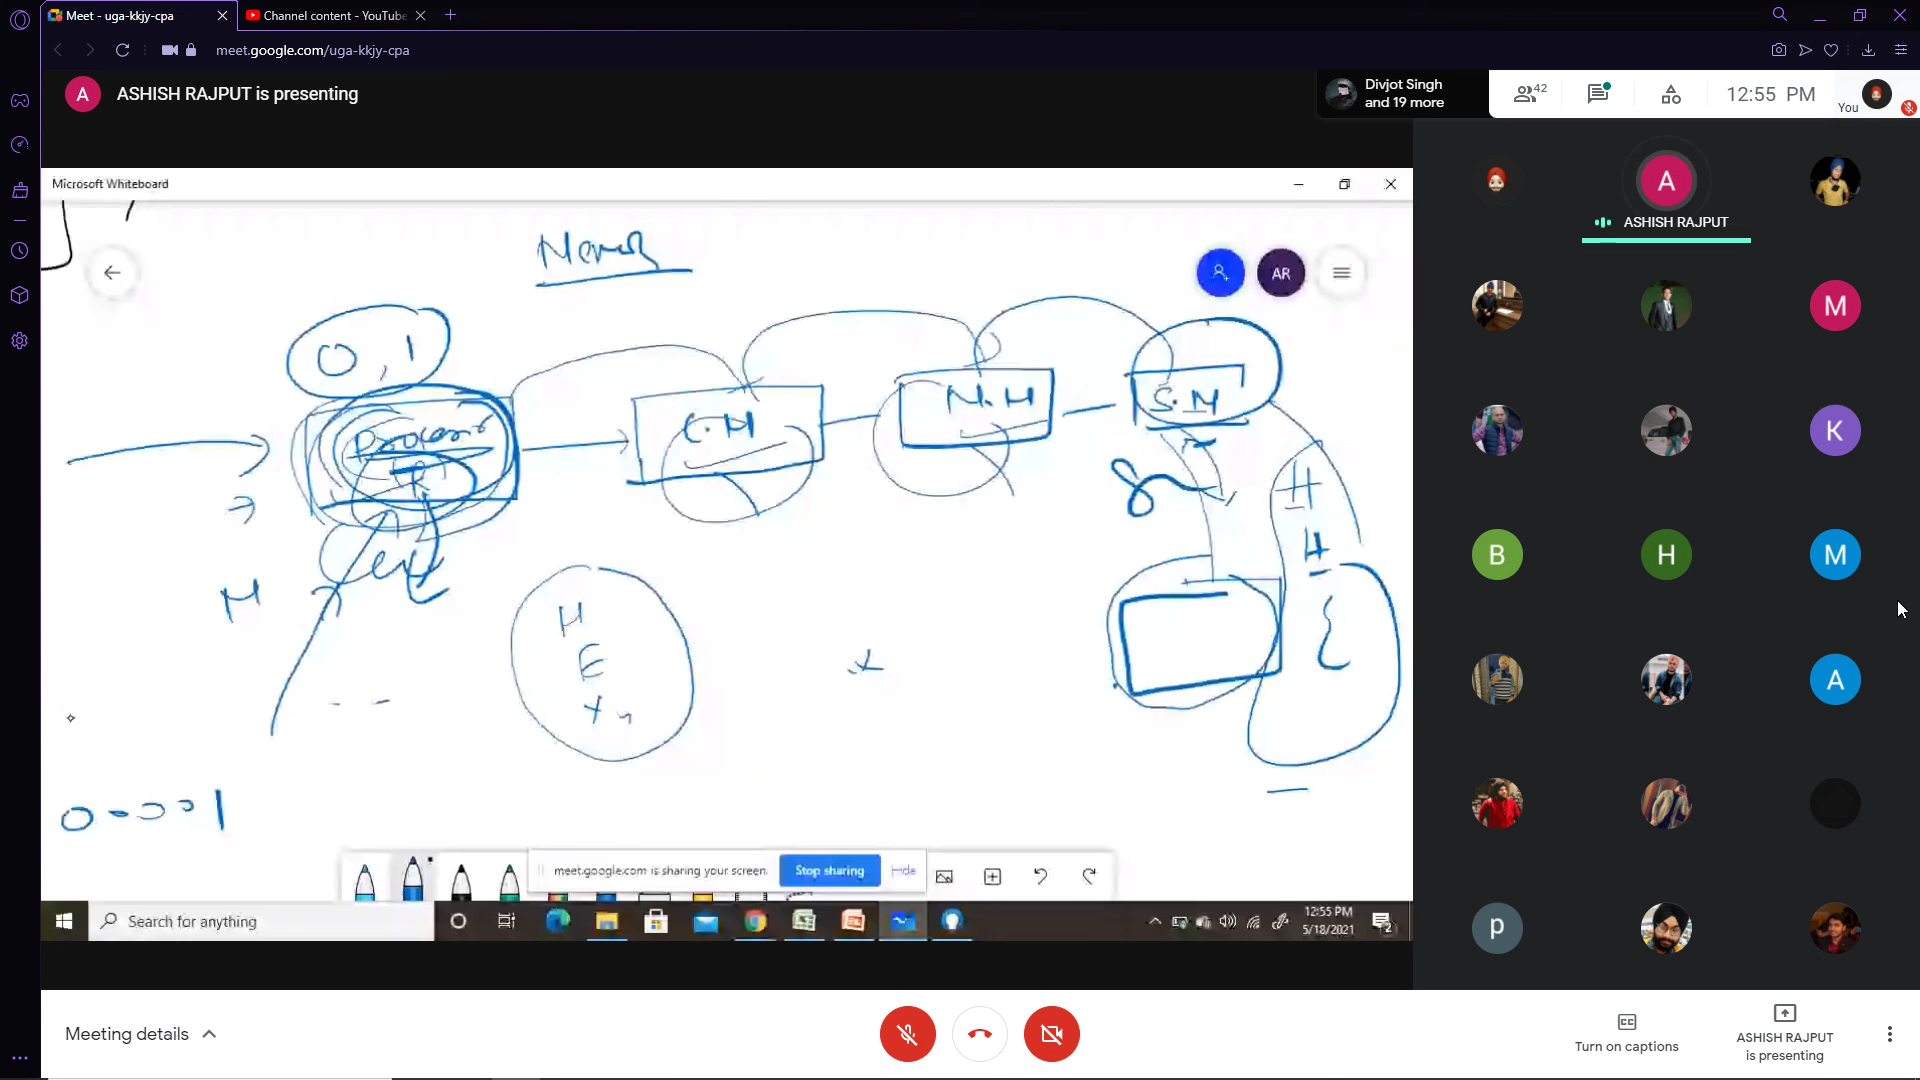 Meet - uga-kkjy-cpa
Channel content - YouTube
meet.google.com/uga-kkjy-cpa
A
ASHISH RAJPUT is presenting
Divjot Singh
and 19 more
42
12:55 PM
You
Microsoft Whiteboard
AR
0, 1
C.M
M.M
S.M
R
M
H
H
H
E
0
1
A
ASHISH RAJPUT
M
K
B
H
M
A
p
meet.google.com is sharing your screen.
Stop sharing
Hide
Search for anything
12:55 PM
5/18/2021
2
Meeting details
Turn on captions
ASHISH RAJPUT
is presenting